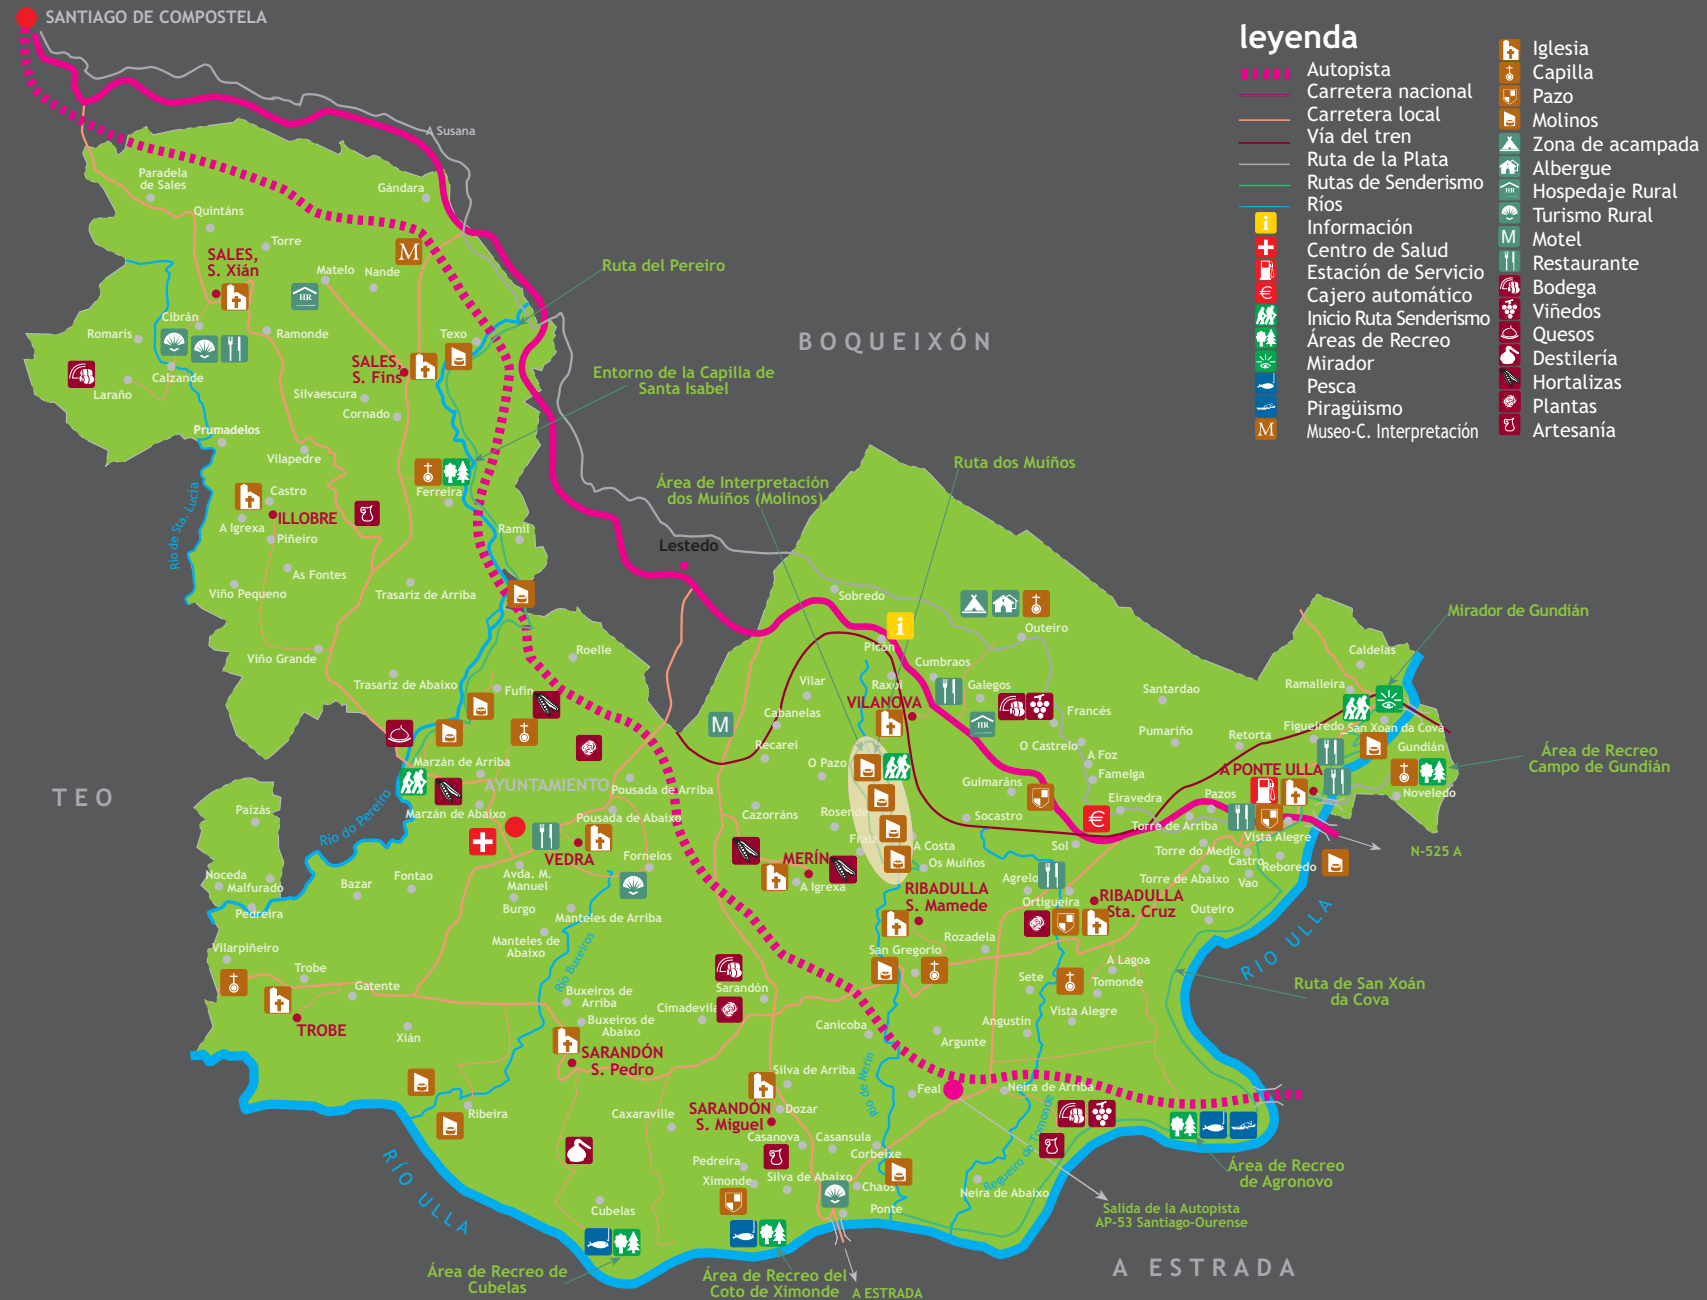 SANTIAGO DE COMPOSTELA
A Susana
leyenda
Autopista
Carretera nacional
Carretera local
Vía del tren
Ruta de la Plata
Rutas de Senderismo
Ríos
i Información
Centro de Salud
Estación de Servicio
€ Cajero automático
Inicio Ruta Senderismo
Áreas de Recreo
Mirador
Pesca
Piragüismo
M Museo-C. Interpretación
Iglesia
Capilla
Pazo
Molinos
Zona de acampada
Albergue
HR Hospedaje Rural
Turismo Rural
M Motel
Restaurante
Bodega
Viñedos
Quesos
Destilería
Hortalizas
Plantas
Artesanía
Paradela
de Sales
Gándara
Quintáns
Torre
M
SALES,
S. Xián
Matelo
Nande
HR
Ruta del Pereiro
Cibrán
Romarís
Ramonde
Texo
BOQUEIXÓN
SALES,
S. Fins
Calzande
Laraño
Silvaescura
Cornado
Entorno de la Capilla de
Santa Isabel
Prumadelos
Vilapedre
Ferreira
Castro
A Igrexa
ILLOBRE
Piñeiro
Río de Sta. Lucía
Ramil
As Fontes
Viño Pequeno
Trasariz de Arriba
Viño Grande
Roelle
Trasariz de Abaixo
Fufín
Área de Interpretación
dos Muíños (Molinos)
Ruta dos Muíños
Lestedo
Sobredo
i
Outeiro
Picón
Cumbraos
Raxoi
Galegos
HR
VILANOVA
Vilar
Cabanelas
M
Recarei
O Pazo
Francés
O Castelo
A Foz
Famelga
Guimaráns
Eiravedra
€
Socastro
Sol
Santardao
Pumariño
Retorta
Mirador de Gundián
Caldelas
Ramalleira
Figueiredo
San Xoan da Cova
Gundián
Área de Recreo
Campo de Gundián
Noveledo
A PONTE ULLA
Pazos
Torre de Arriba
Vista Alegre
Torre do Medio
Castro
Reboredo
Torre de Abaixo
Vao
N-525 A
Outeiro
RIO ULLA
TEO
Paizás
Marzán de Arriba
AYUNTAMIENTO
Pousada de Arriba
Marzán de Abaixo
Pousada de Abaixo
Río do Pereiro
VEDRA
Fornelos
Avda. M.
Manuel
Burgo
Noceda
Malfurado
Pedreira
Bazar
Fontao
Manteles de Arriba
Manteles de
Abaixo
Río Buxeiros
Cazorráns
MERÍN
A Igrexa
A Costa
Os Muiños
RIBADULLA
S. Mamede
Agrelo
Ortigueira
RIBADULLA
Sta. Cruz
San Gregorio
Rozadela
A Lagoa
Sete
Tomonde
Vista Alegre
Angustin
Argunte
Ruta de San Xoán
da Cova
Vilarpiñeiro
Trobe
Gatente
TROBE
Xián
Buxeiros de
Arriba
Buxeiros de
Abaixo
Sarandón
Cimadevila
Canicoba
SARANDÓN
S. Pedro
Silva de Arriba
Río de Merín
Feal
Neira de Arriba
SARANDÓN
S. Miguel
Dozar
Casanova
Casansula
Corbeixe
Caxaraville
Ribeira
Pedreira
Ximonde
Silva de Abaixo
Chaos
Ponte
Regueiro de Tomonde
Neira de Abaixo
Cubelas
RÍO ULLA
Área de Recreo de
Cubelas
Área de Recreo del
Coto de Ximonde
A ESTRADA
Salida de la Autopista
AP-53 Santiago-Ourense
Área de Recreo
de Agronovo
A ESTRADA